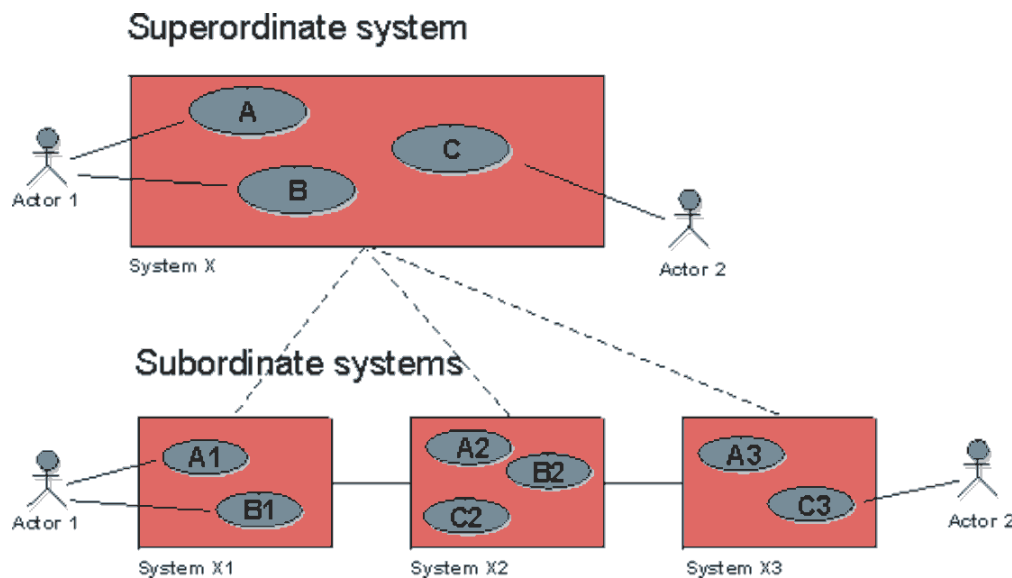 Superordinate system
A
C
B
Actor 1
System X
Actor 2
Subordinate systems
A1
B1
A2
B2
C2
A3
C3
Actor 1
Actor 2
System X1
System X2
System X3